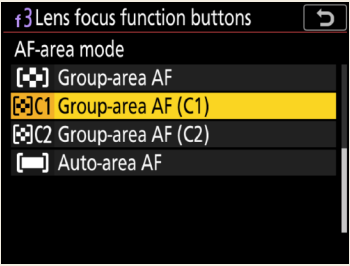 f3 Lens focus function buttons
AF-area mode
Group-area AF
C1 Group-area AF (C1)
C2 Group-area AF (C2)
Auto-area AF